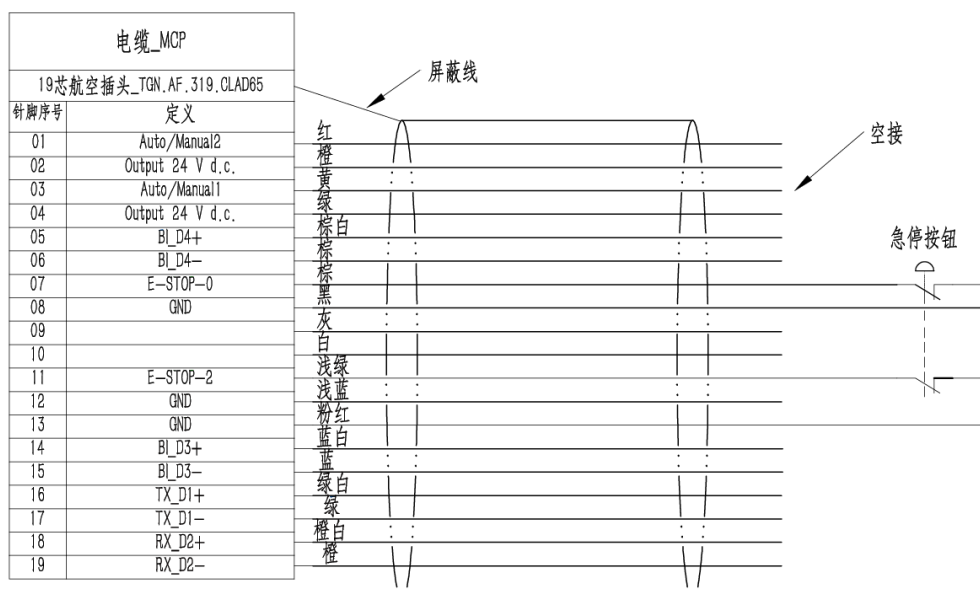 电缆_MCP
19芯航空插头_TGN.AF.319.CLAD65
屏蔽线
空接
急停按钮
针脚序号 定义
01 Auto/Manual2 红
02 Output 24 V d.c. 橙
03 Auto/Manual1 黄
04 Output 24 V d.c. 绿
05 BI_D4+ 棕白
06 BI_D4- 棕
07 E-STOP-0 棕
08 GND 黑
09 灰
10 白
11 E-STOP-2 浅绿
12 GND 浅蓝
13 GND 粉红
14 BI_D3+ 蓝白
15 BI_D3- 蓝
16 TX_D1+ 绿白
17 TX_D1- 绿
18 RX_D2+ 橙白
19 RX_D2- 橙